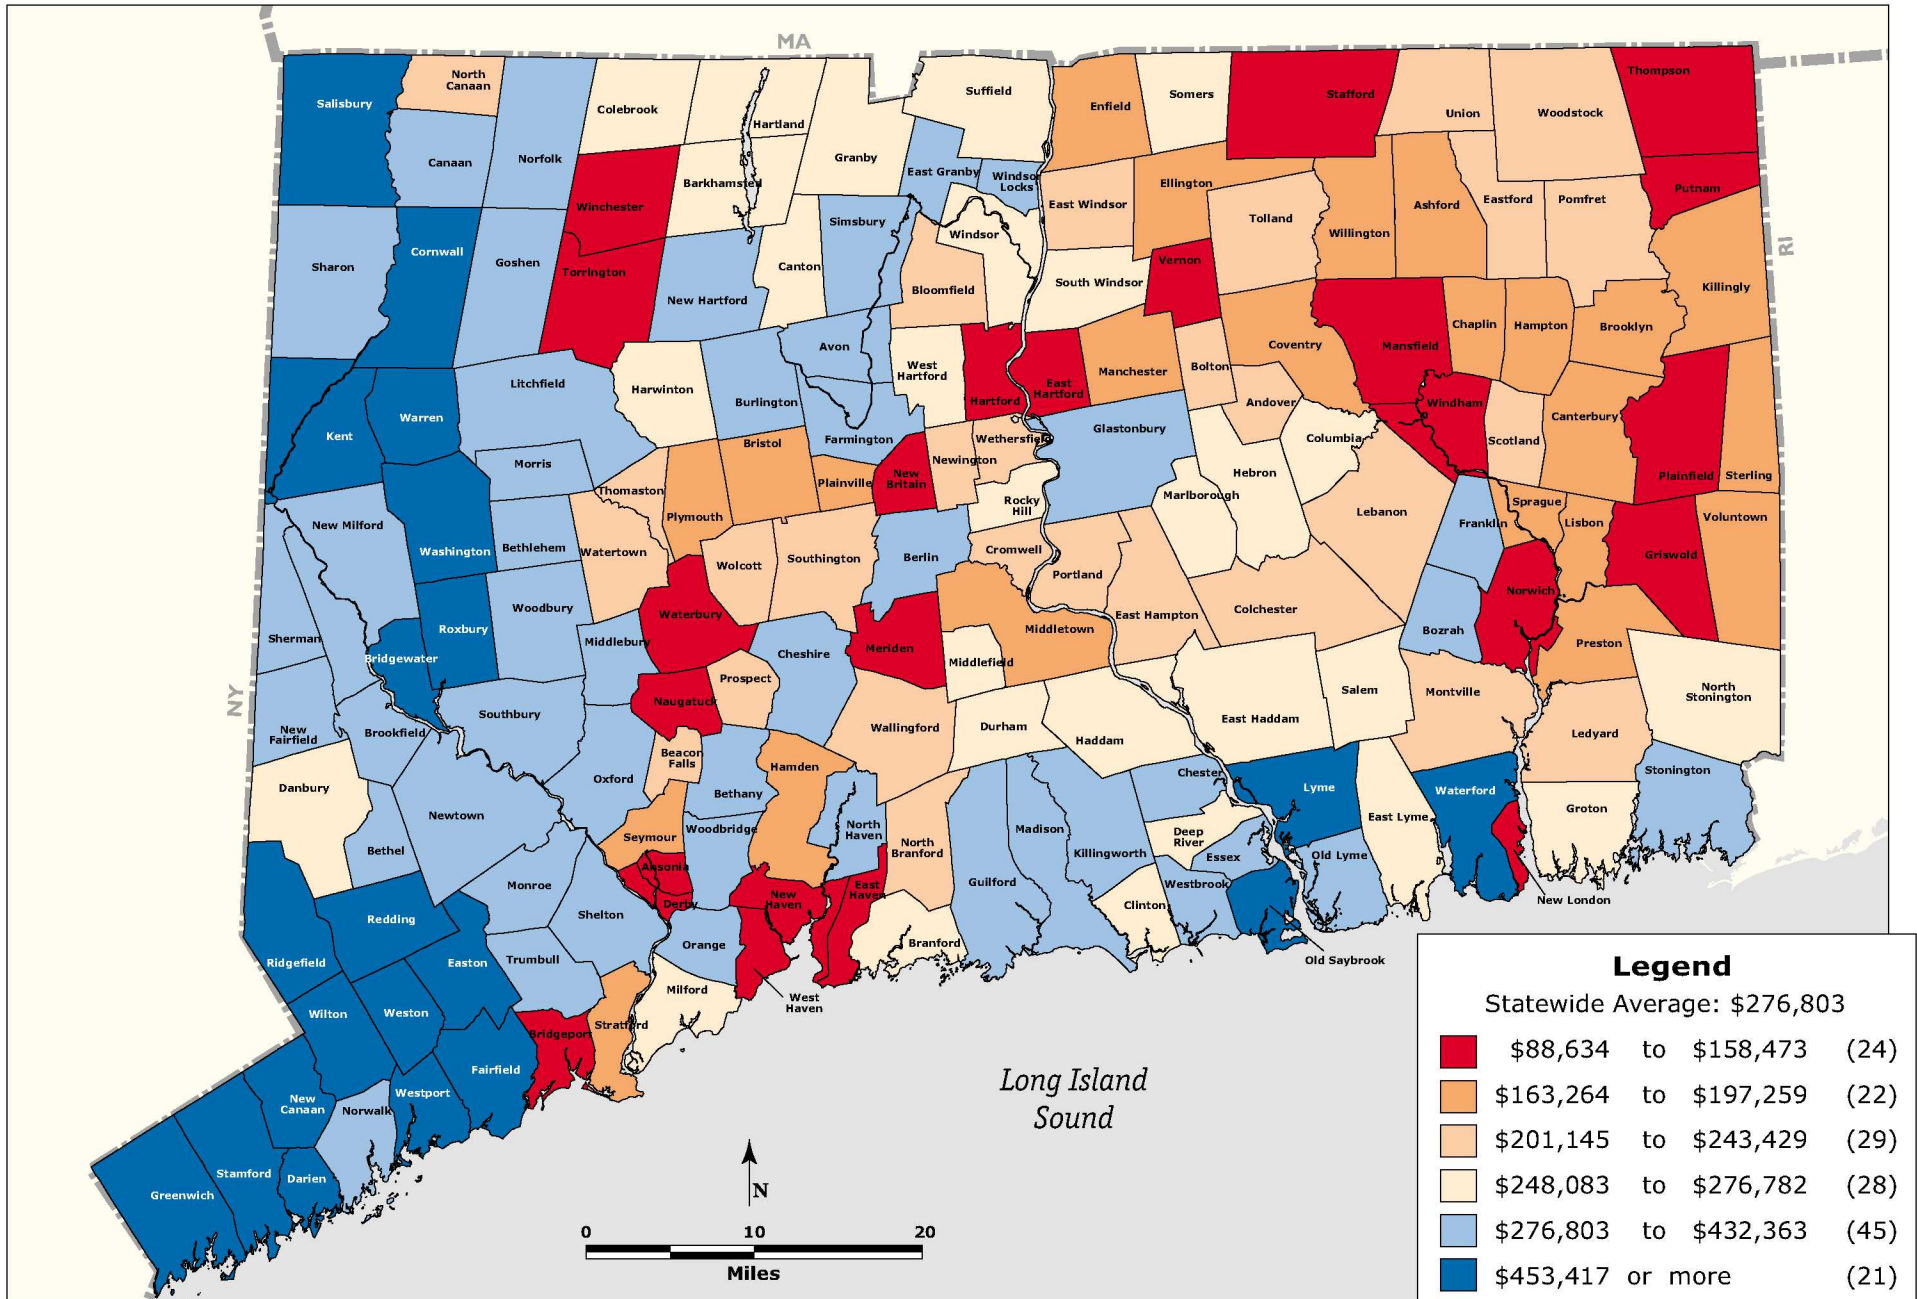 MA
North
Canaan
Salisbury
Colebrook
Hartland
Suffield
Enfield
Somers
Stafford
Union
Woodstock
Thompson
Canaan
Norfolk
Granby
East Granby
Windsor
Locks
Barkhamsted
Winchester
Simsbury
East Windsor
Ellington
Tolland
Willington
Ashford
Eastford
Pomfret
Putnam
RI
Sharon
Cornwall
Goshen
Torrington
New Hartford
Canton
Windsor
Bloomfield
South Windsor
Vernon
Killingly
Litchfield
Harwinton
Burlington
Avon
West
Hartford
Hartford
East
Hartford
Manchester
Bolton
Coventry
Mansfield
Chaplin
Hampton
Brooklyn
Kent
Warren
Morris
Bristol
Farmington
Plainville
New
Britain
Newington
Wethersfield
Glastonbury
Andover
Columbia
Windham
Scotland
Canterbury
Plainfield
Sterling
New Milford
Washington
Bethlehem
Thomaston
Watertown
Plymouth
Wolcott
Southington
Berlin
Rocky
Hill
Cromwell
Marlborough
Hebron
Lebanon
Franklin
Sprague
Lisbon
Griswold
Voluntown
Sherman
Bridgewater
Roxbury
Woodbury
Middlebury
Waterbury
Cheshire
Meriden
Middlefield
Middletown
Portland
East Hampton
Colchester
Bozrah
Norwich
Preston
NY
New
Fairfield
Brookfield
Southbury
Naugatuck
Prospect
Wallingford
Durham
Haddam
East Haddam
Salem
Montville
Ledyard
North
Stonington
Danbury
Bethel
Newtown
Oxford
Beacon
Falls
Bethany
Hamden
North
Haven
North
Branford
Guilford
Madison
Killingworth
Chester
Deep
River
Essex
Westbrook
Lyme
Old Lyme
East Lyme
Waterford
Groton
Stonington
Seymour
Woodbridge
Ansonia
Derby
Monroe
Shelton
Orange
New
Haven
East
Haven
Branford
Clinton
Old Saybrook
New London
Redding
Ridgefield
Easton
Trumbull
Wilton
Weston
Fairfield
Bridgeport
Stratford
Milford
West
Haven
New
Canaan
Norwalk
Westport
Greenwich
Stamford
Darien
Long Island
Sound
N
0 10 20
Miles
Legend
Statewide Average: $276,803
$88,634 to $158,473 (24)
$163,264 to $197,259 (22)
$201,145 to $243,429 (29)
$248,083 to $276,782 (28)
$276,803 to $432,363 (45)
$453,417 or more (21)